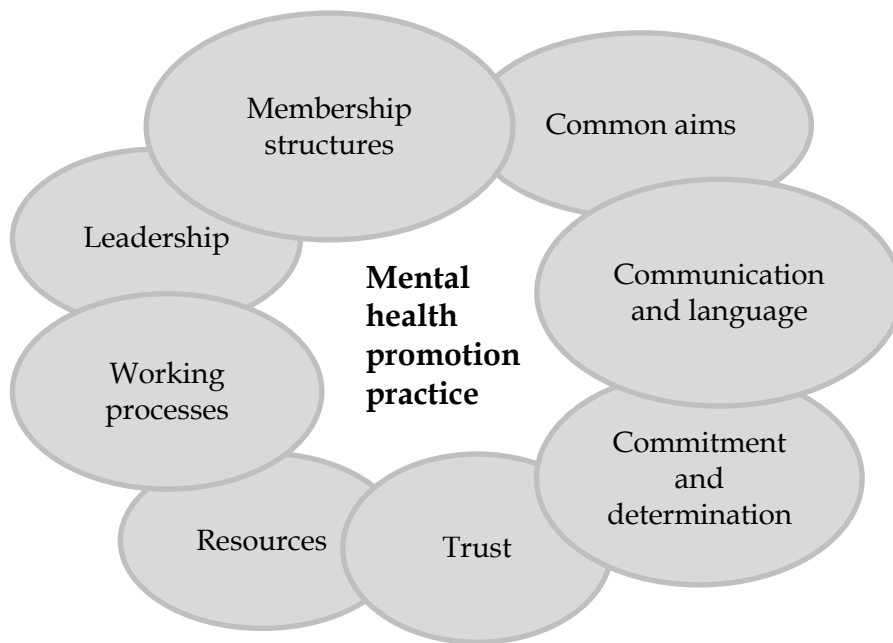 Membership
structures
Common aims
Leadership
Mental
health
promotion
practice
Communication
and language
Working
processes
Commitment
and
determination
Resources
Trust